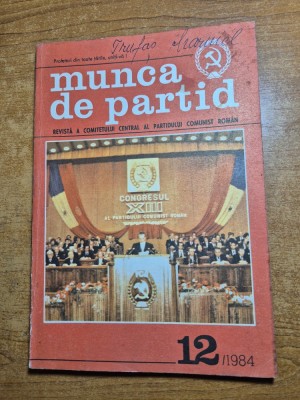 Proletari din toate țările, uniți-vă!
munca
de partid
REVISTĂ A COMITETULUI CENTRAL AL PARTIDULUI COMUNIST ROMÂN
CONGRESUL
XIII
AL PARTIDULUI COMUNIST ROMÂN
12/1984